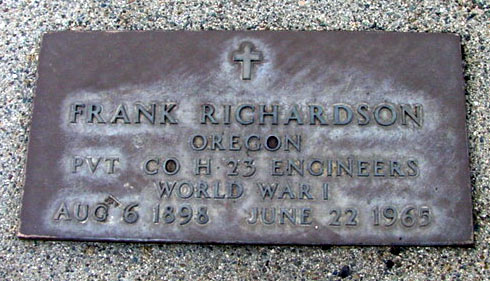 FRANK RICHARDSON
OREGON
PVT CO H 23 ENGINEERS
WORLD WAR I
AUG 6 1898 JUNE 22 1965